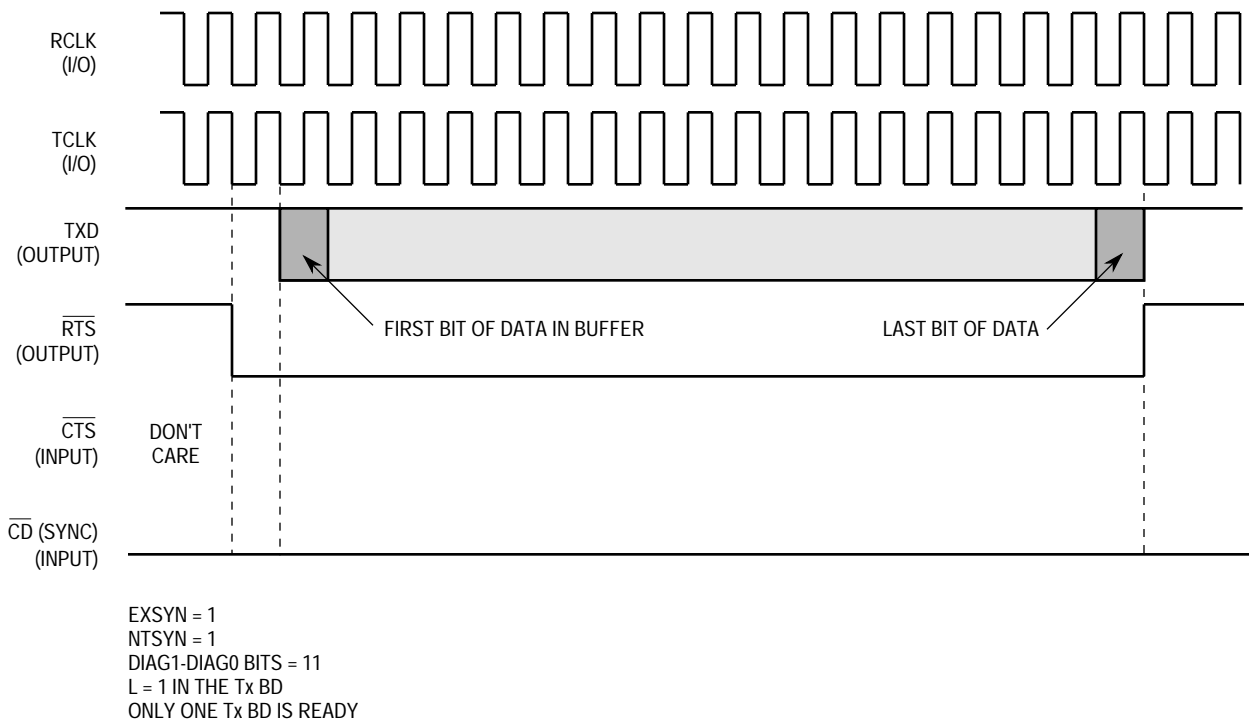 RCLK
(I/O)
TCLK
(I/O)
TXD
(OUTPUT)
RTS
(OUTPUT)
FIRST BIT OF DATA IN BUFFER
LAST BIT OF DATA
CTS
(INPUT)
DON'T
CARE
CD (SYNC)
(INPUT)
EXSYN = 1
NTSYN = 1
DIAG1-DIAG0 BITS = 11
L = 1 IN THE Tx BD
ONLY ONE Tx BD IS READY